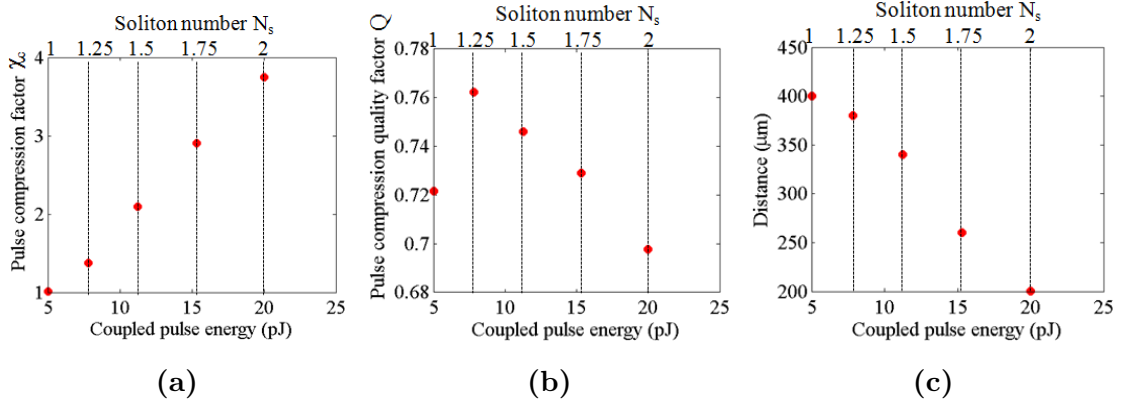 Soliton number Ns
1 1.25 1.5 1.75 2
Pulse compression factor χc
4
3
2
1
5 10 15 20 25
Coupled pulse energy (pJ)
(a)
Soliton number Ns
1 1.25 1.5 1.75 2
Pulse compression quality factor Q
0.78
0.76
0.74
0.72
0.7
0.68
5 10 15 20 25
Coupled pulse energy (pJ)
(b)
Soliton number Ns
1 1.25 1.5 1.75 2
Distance (μm)
450
400
350
300
250
200
5 10 15 20 25
Coupled pulse energy (pJ)
(c)